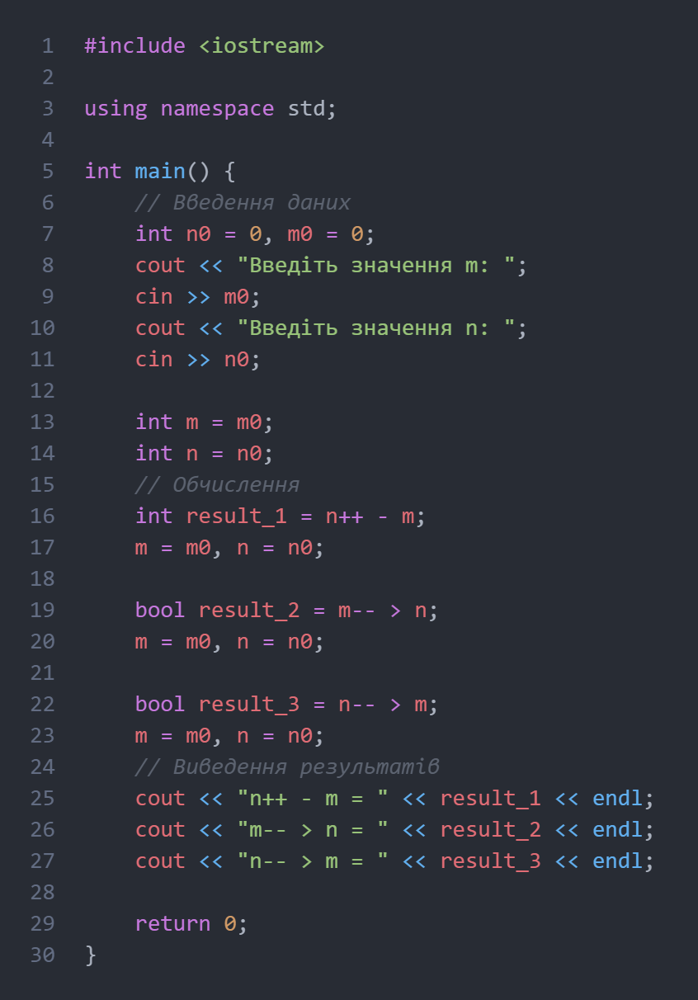 1 #include <iostream>
2
3 using namespace std;
4
5 int main() {
6     // Введення даних
7     int n0 = 0, m0 = 0;
8     cout << "Введіть значення m: ";
9     cin >> m0;
10     cout << "Введіть значення n: ";
11     cin >> n0;
12
13     int m = m0;
14     int n = n0;
15     // Обчислення
16     int result_1 = n++ - m;
17     m = m0, n = n0;
18
19     bool result_2 = m-- > n;
20     m = m0, n = n0;
21
22     bool result_3 = n-- > m;
23     m = m0, n = n0;
24     // Виведення результатів
25     cout << "n++ - m = " << result_1 << endl;
26     cout << "m-- > n = " << result_2 << endl;
27     cout << "n-- > m = " << result_3 << endl;
28
29     return 0;
30 }